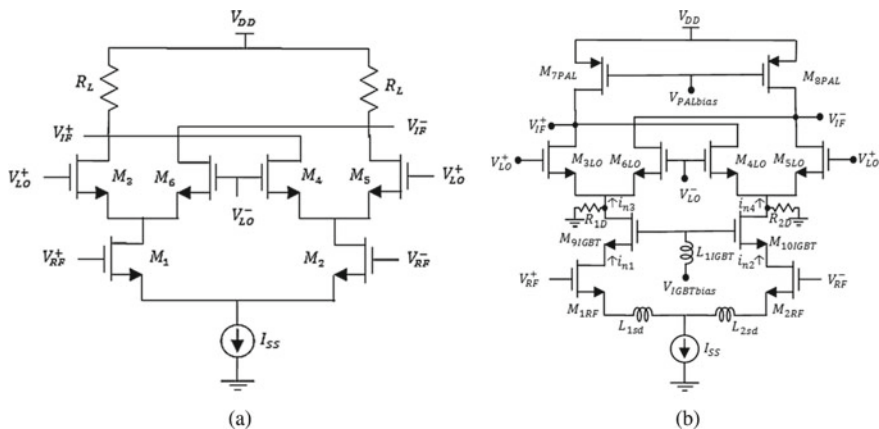 V_DD
R_L R_L
V_IF^+ V_IF^-
V_LO^+ M_3 M_6 M_4 M_5 V_LO^+
V_LO^-
V_RF^+ M_1 M_2 V_RF^-
I_SS
(a)
V_DD
M_7PAL M_8PAL
V_PALbias
V_IF^+ V_IF^-
V_LO^+ M_3LO M_6LO M_4LO M_5LO V_LO^+
V_LO^-
R_1D ↑i_n3 i_n4↑ R_2D
M_9IGBT M_10IGBT
↑i_n1 L_1IGBT i_n2↑
V_RF^+ V_IGBTbias V_RF^-
M_1RF M_2RF
L_1sd L_2sd
I_SS
(b)